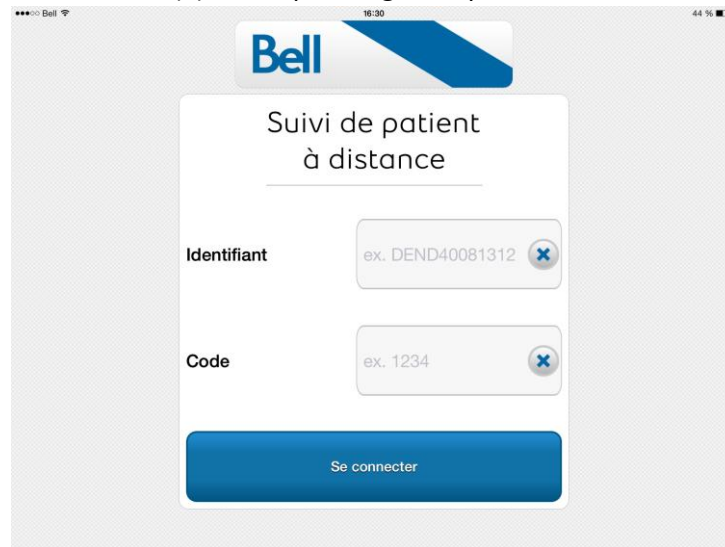 Bell
16:30
44 %
Bell
Suivi de patient
à distance
Identifiant
ex. DEND40081312
Code
ex. 1234
Se connecter